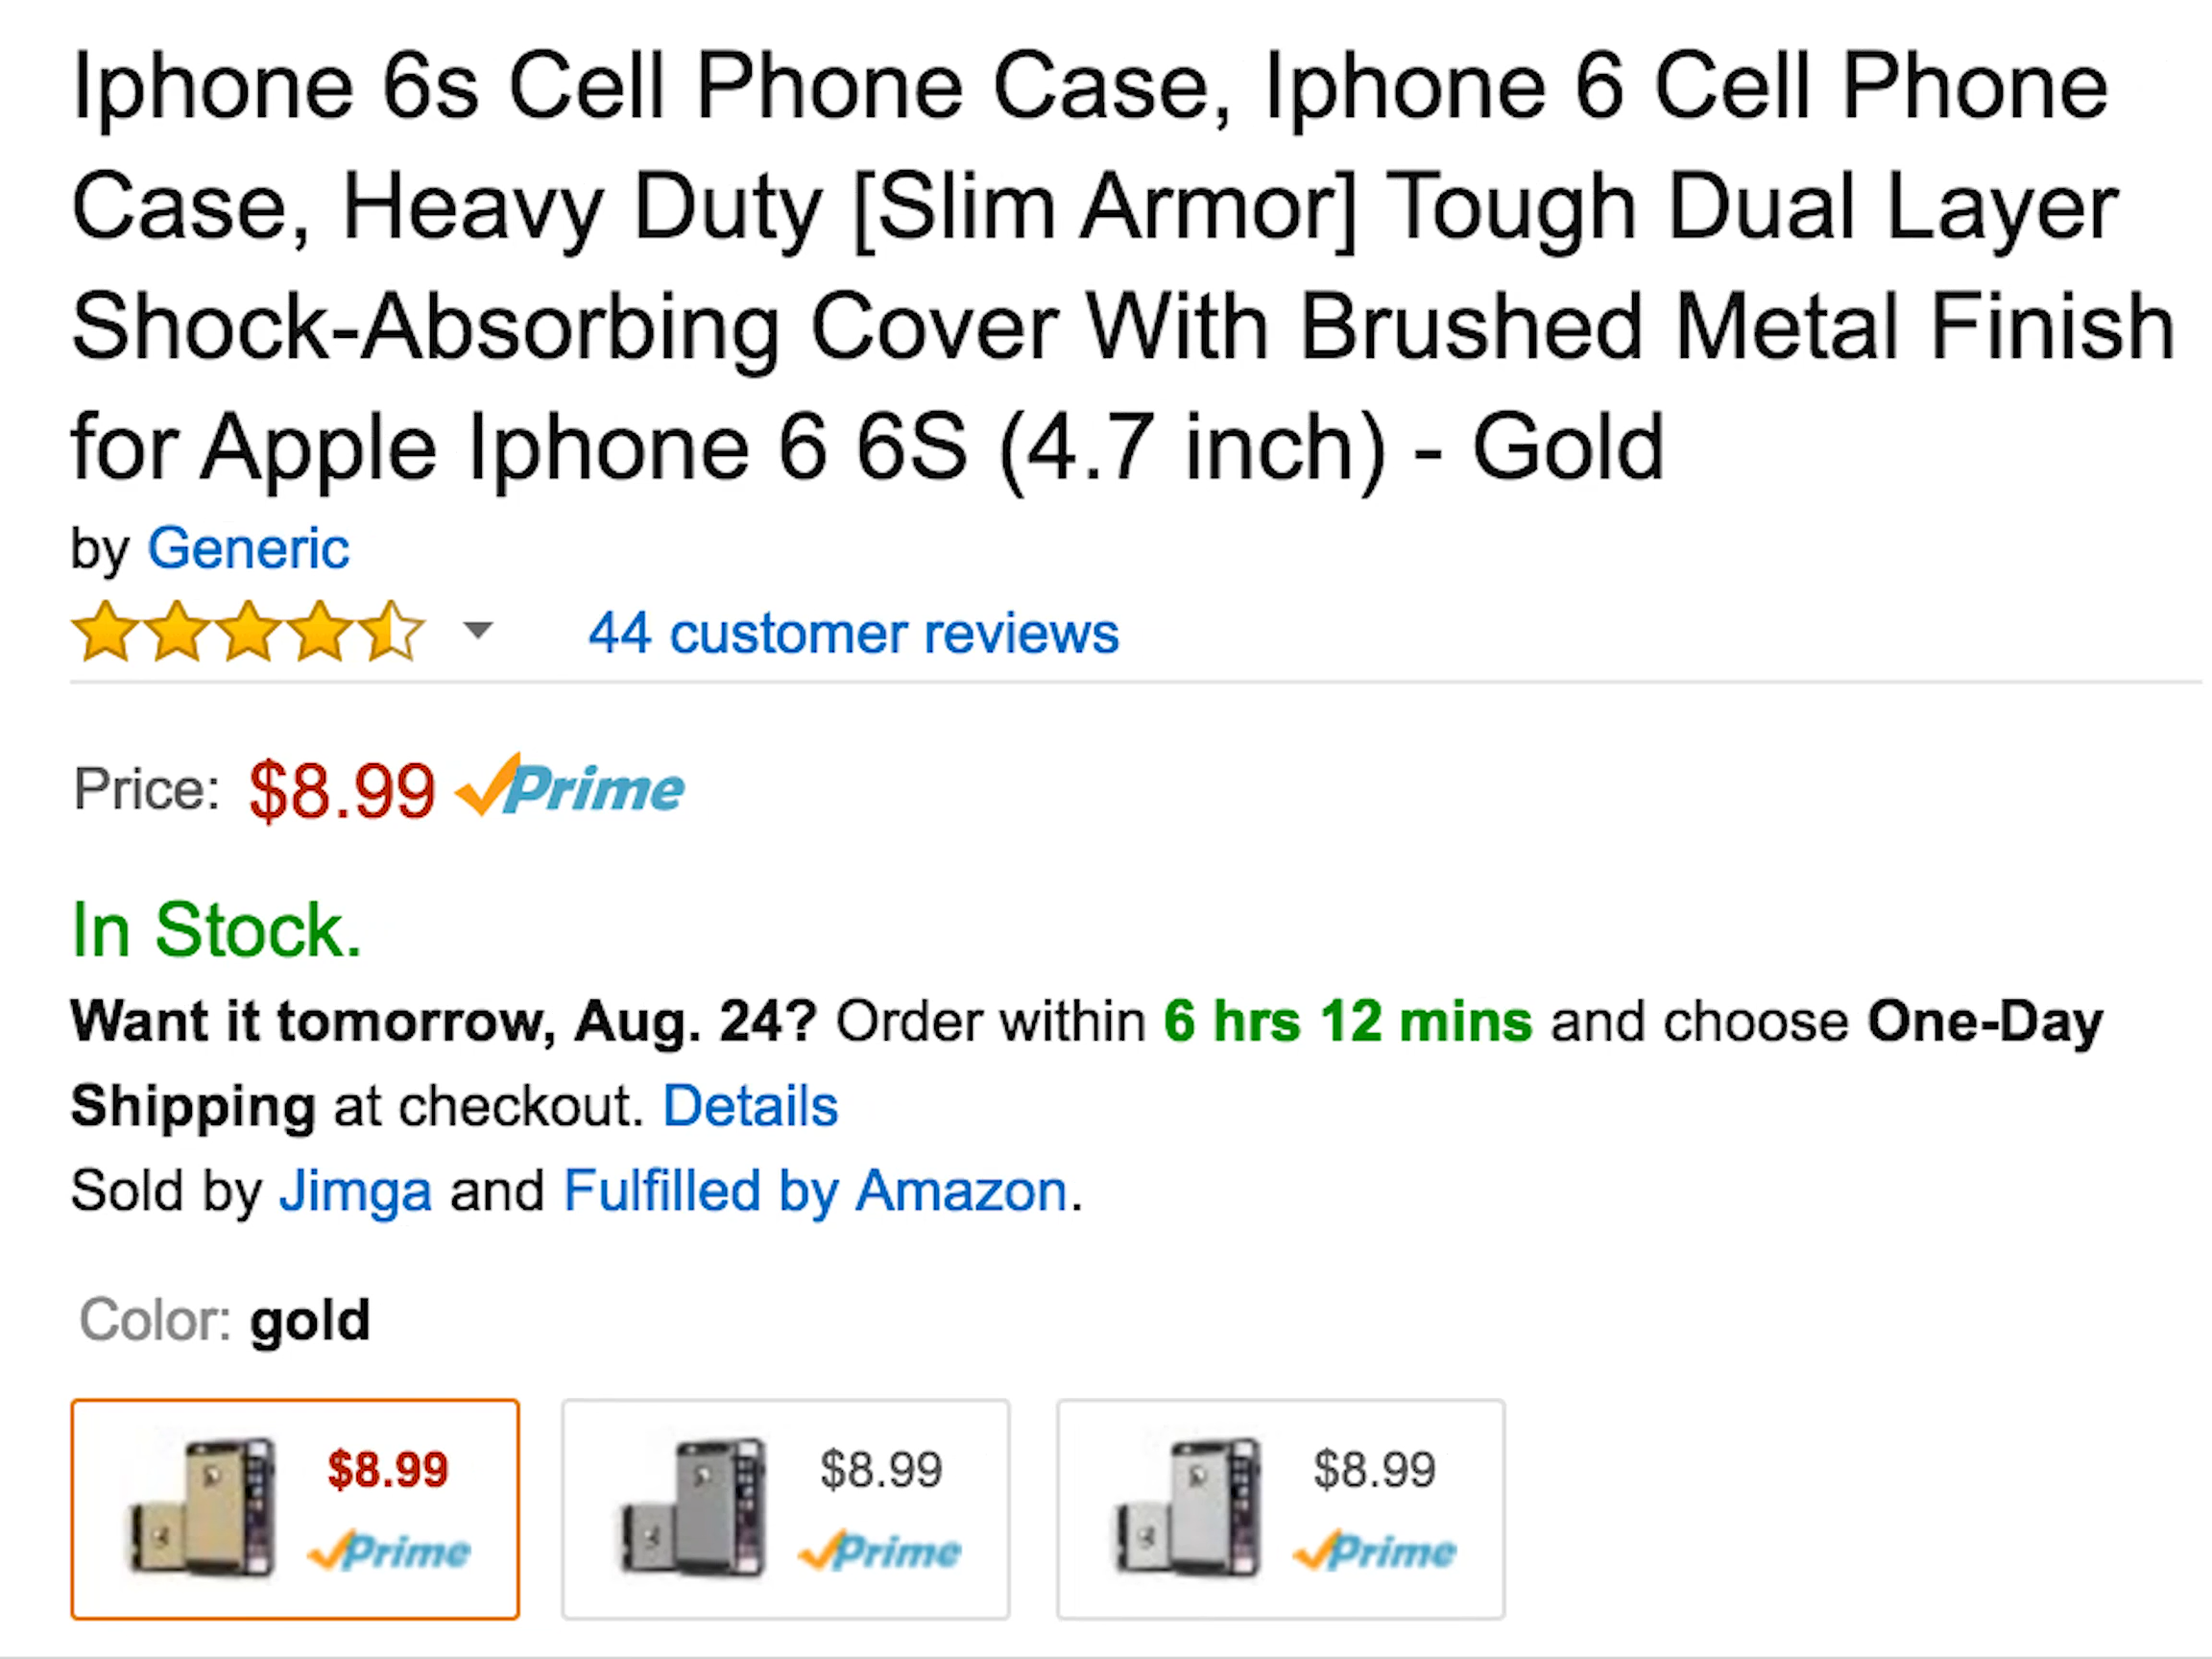 Iphone 6s Cell Phone Case, Iphone 6 Cell Phone
Case, Heavy Duty [Slim Armor] Tough Dual Layer
Shock-Absorbing Cover With Brushed Metal Finish
for Apple Iphone 6 6S (4.7 inch) - Gold
by Generic
44 customer reviews
Price: $8.99 Prime
In Stock.
Want it tomorrow, Aug. 24? Order within 6 hrs 12 mins and choose One-Day
Shipping at checkout. Details
Sold by Jimga and Fulfilled by Amazon.
Color: gold
$8.99 $8.99 $8.99
Prime Prime Prime